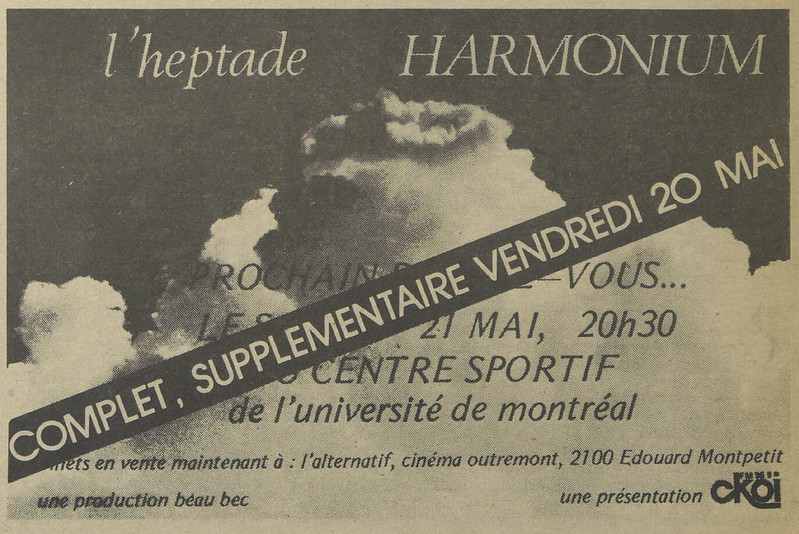 l'heptade HARMONIUM
COMPLET, SUPPLEMENTAIRE VENDREDI 20 MAI
PROCHAIN VOUS...
21 MAI, 20h30
CENTRE SPORTIF
de l'université de montréal
en vente maintenant à : l'alternatif, cinéma outremont, 2100 Edouard Montpetit
une production beau bec
une présentation CKOI